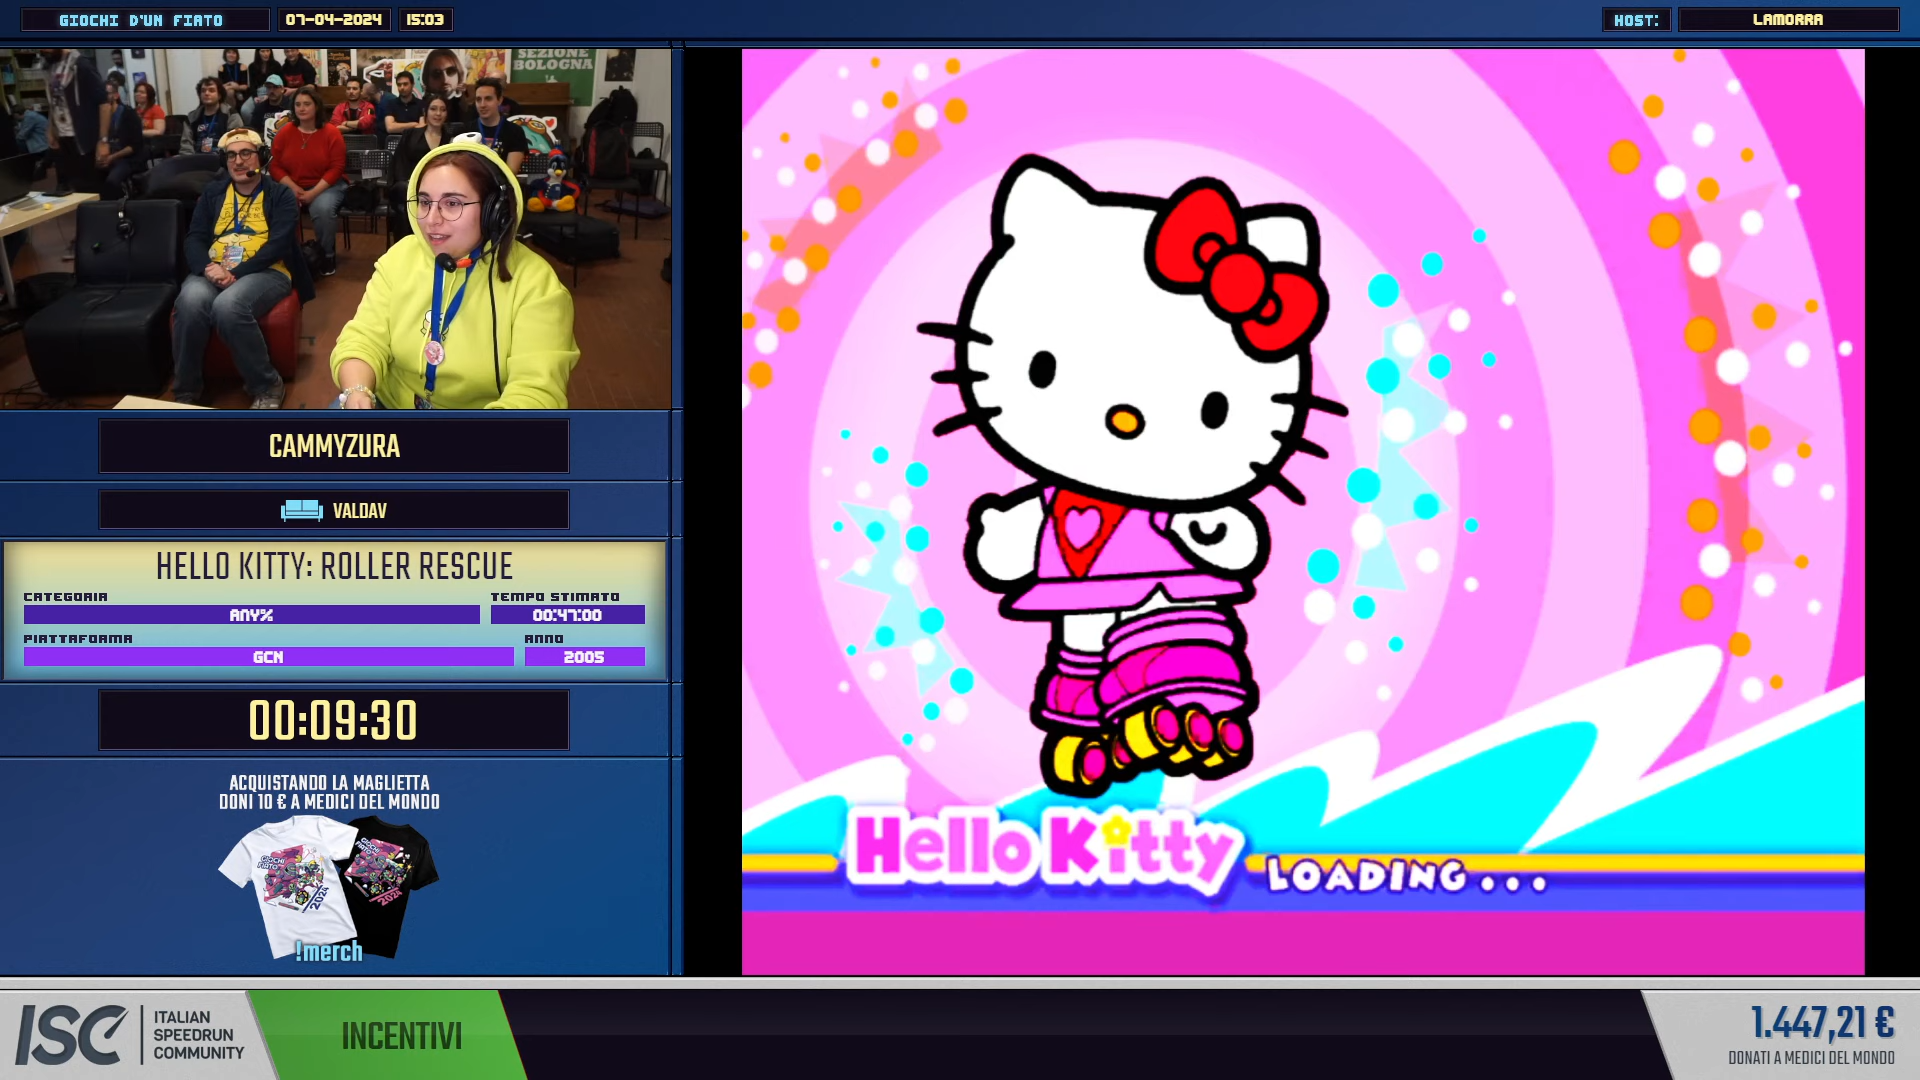 GIOCHI D'UN FIATO
07-04-2024
15:03
HOST:
LAMORRA
SEZIONE
BOLOGNA
CAMMYZURA
VALDAV
HELLO KITTY: ROLLER RESCUE
CATEGORIA
TEMPO STIMATO
ANY%
00:47:00
PIATTAFORMA
ANNO
GCN
2005
00:09:30
ACQUISTANDO LA MAGLIETTA
DONI 10 € A MEDICI DEL MONDO
2024
2024
!merch
Hello Kitty
LOADING...
ISC
ITALIAN
SPEEDRUN
COMMUNITY
INCENTIVI
1.447,21 €
DONATI A MEDICI DEL MONDO